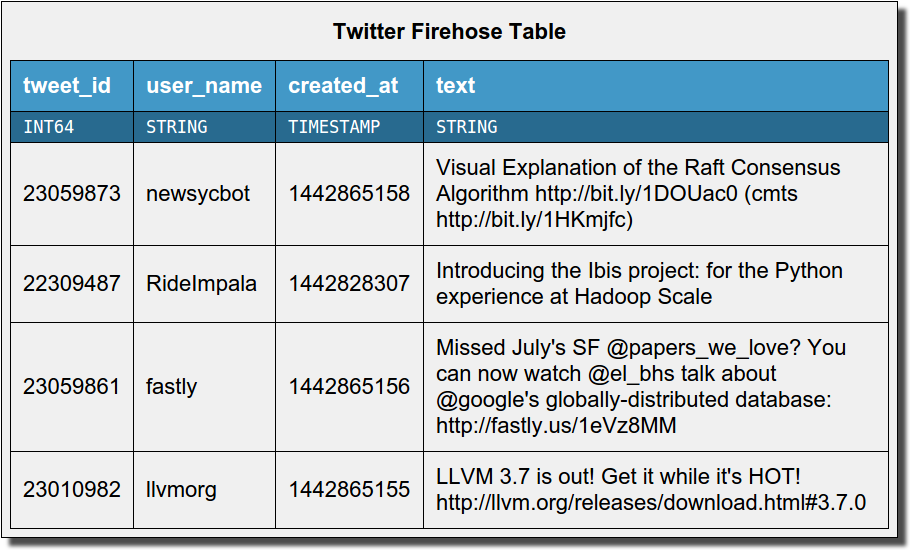 Twitter Firehose Table
tweet_id user_name created_at text
INT64 STRING TIMESTAMP STRING
Visual Explanation of the Raft Consensus
23059873 newsycbot 1442865158 Algorithm http://bit.ly/1DOUac0 (cmts
http://bit.ly/1HKmjfc)
22309487 RideImpala 1442828307 Introducing the Ibis project: for the Python
experience at Hadoop Scale
Missed July's SF @papers_we_love? You
can now watch @el_bhs talk about
23059861 fastly 1442865156 @google's globally-distributed database:
http://fastly.us/1eVz8MM
23010982 llvmorg 1442865155 LLVM 3.7 is out! Get it while it's HOT!
http://llvm.org/releases/download.html#3.7.0